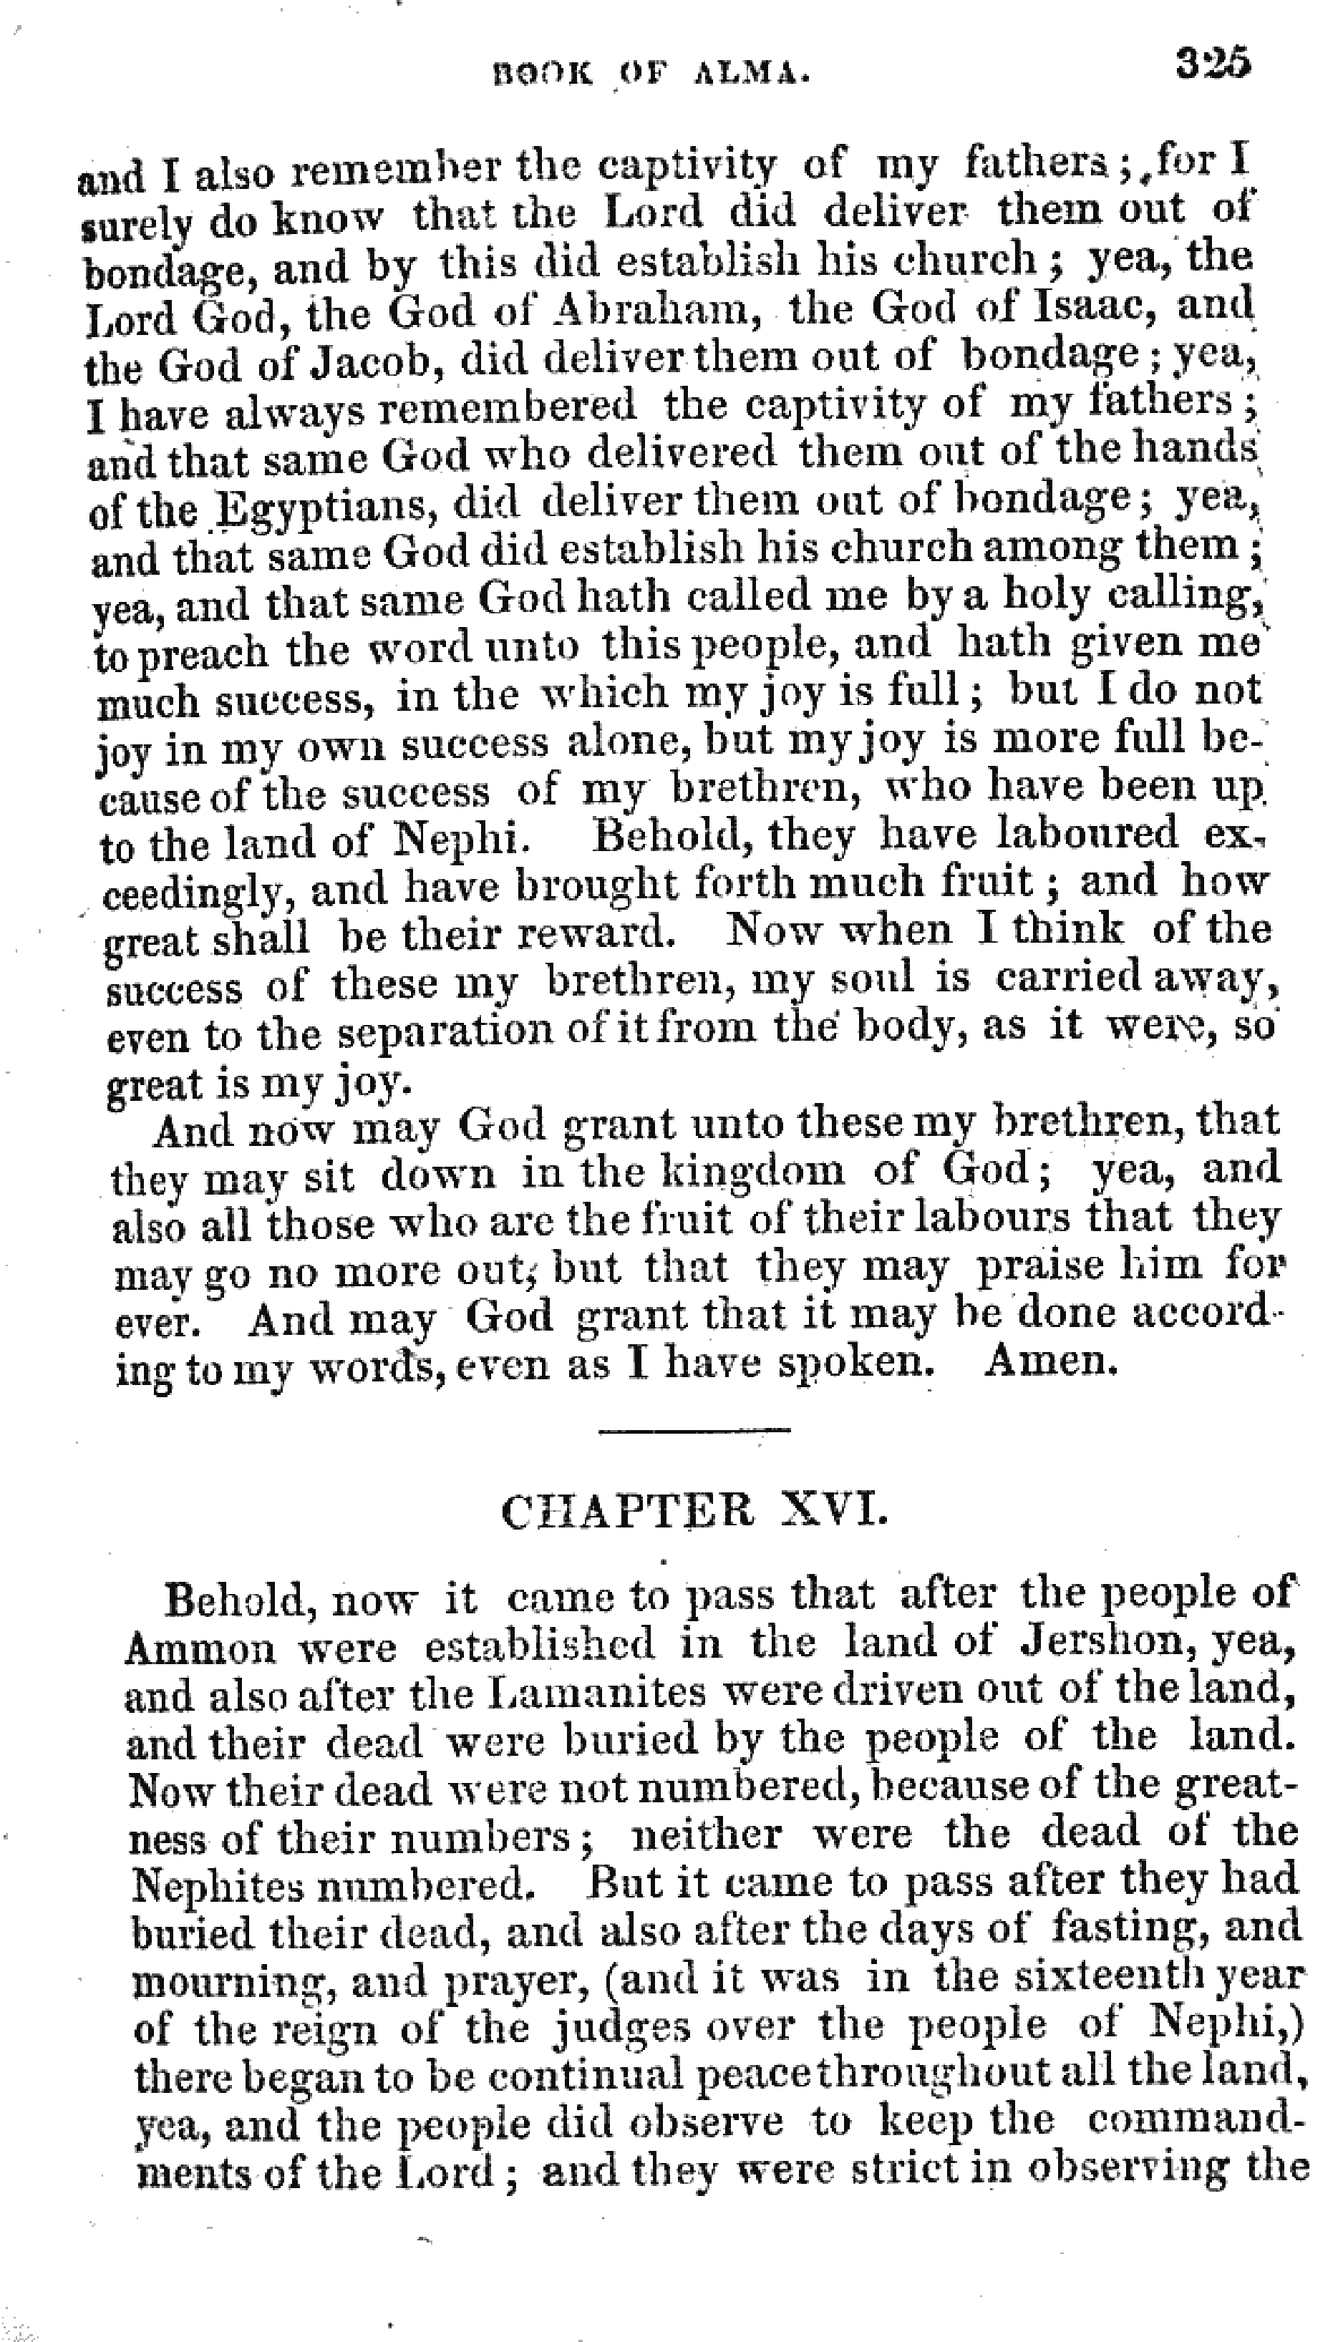 BOOK OF ALMA. 325
and I also remember the captivity of my fathers; for I
surely do know that the Lord did deliver them out of
bondage, and by this did establish his church; yea, the
Lord God, the God of Abraham, the God of Isaac, and
the God of Jacob, did deliver them out of bondage; yea,
I have always remembered the captivity of my fathers;
and that same God who delivered them out of the hands
of the Egyptians, did deliver them out of bondage; yea,
and that same God did establish his church among them;
yea, and that same God hath called me by a holy calling,
to preach the word unto this people, and hath given me
much success, in the which my joy is full; but I do not
joy in my own success alone, but my joy is more full be-
cause of the success of my brethren, who have been up
to the land of Nephi. Behold, they have laboured ex-
ceedingly, and have brought forth much fruit; and how
great shall be their reward. Now when I think of the
success of these my brethren, my soul is carried away,
even to the separation of it from the body, as it were, so
great is my joy.
And now may God grant unto these my brethren, that
they may sit down in the kingdom of God; yea, and
also all those who are the fruit of their labours that they
may go no more out; but that they may praise him for
ever. And may God grant that it may be done accord-
ing to my words, even as I have spoken. Amen.
CHAPTER XVI.
Behold, now it came to pass that after the people of
Ammon were established in the land of Jershon, yea,
and also after the Lamanites were driven out of the land,
and their dead were buried by the people of the land.
Now their dead were not numbered, because of the great-
ness of their numbers; neither were the dead of the
Nephites numbered. But it came to pass after they had
buried their dead, and also after the days of fasting, and
mourning, and prayer, (and it was in the sixteenth year
of the reign of the judges over the people of Nephi,)
there began to be continual peace throughout all the land,
yea, and the people did observe to keep the command-
ments of the Lord; and they were strict in observing the